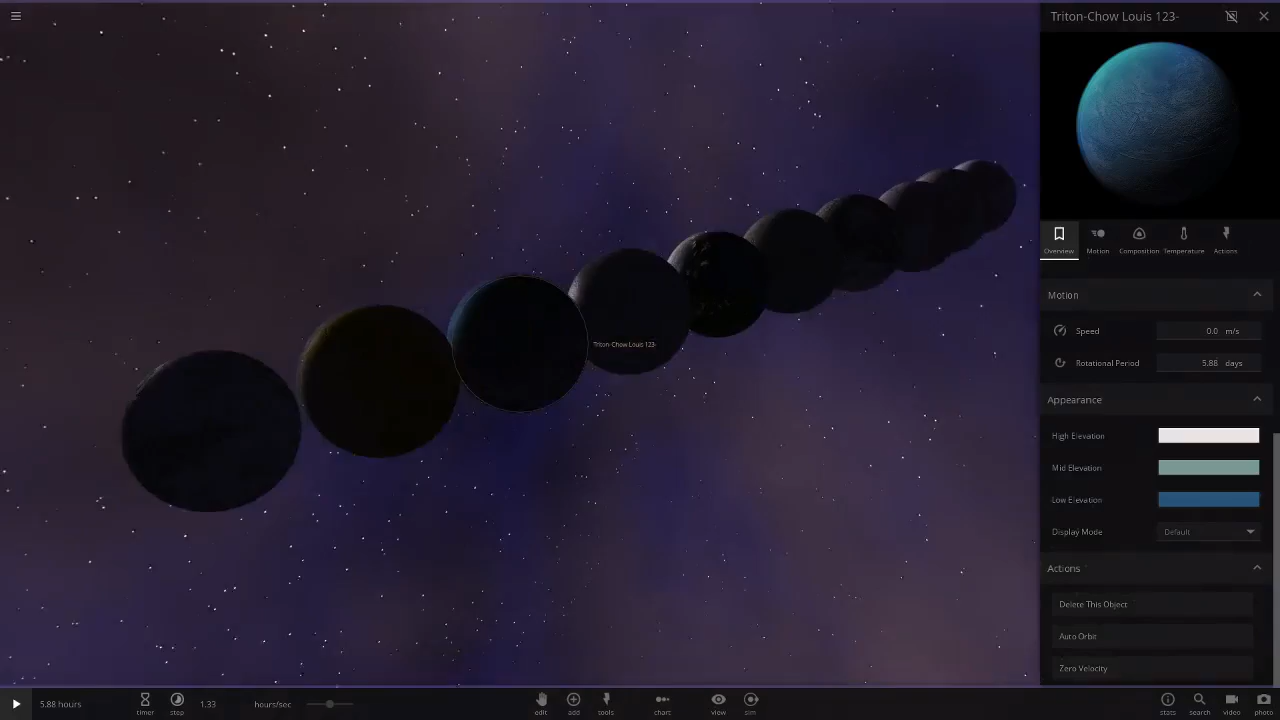 Triton-Chow Louis 123-
Overview
Motion
Composition
Temperature
Actions
Motion
Speed 0.0 m/s
Rotational Period 5.88 days
Appearance
High Elevation
Mid Elevation
Low Elevation
Display Mode Default
Actions
Delete This Object
Auto Orbit
Zero Velocity
Triton-Chow Louis 123-
5.88 hours
timer
step
1.33 hours/sec
edit
add
tools
chart
view
sim
stats
search
video
photo